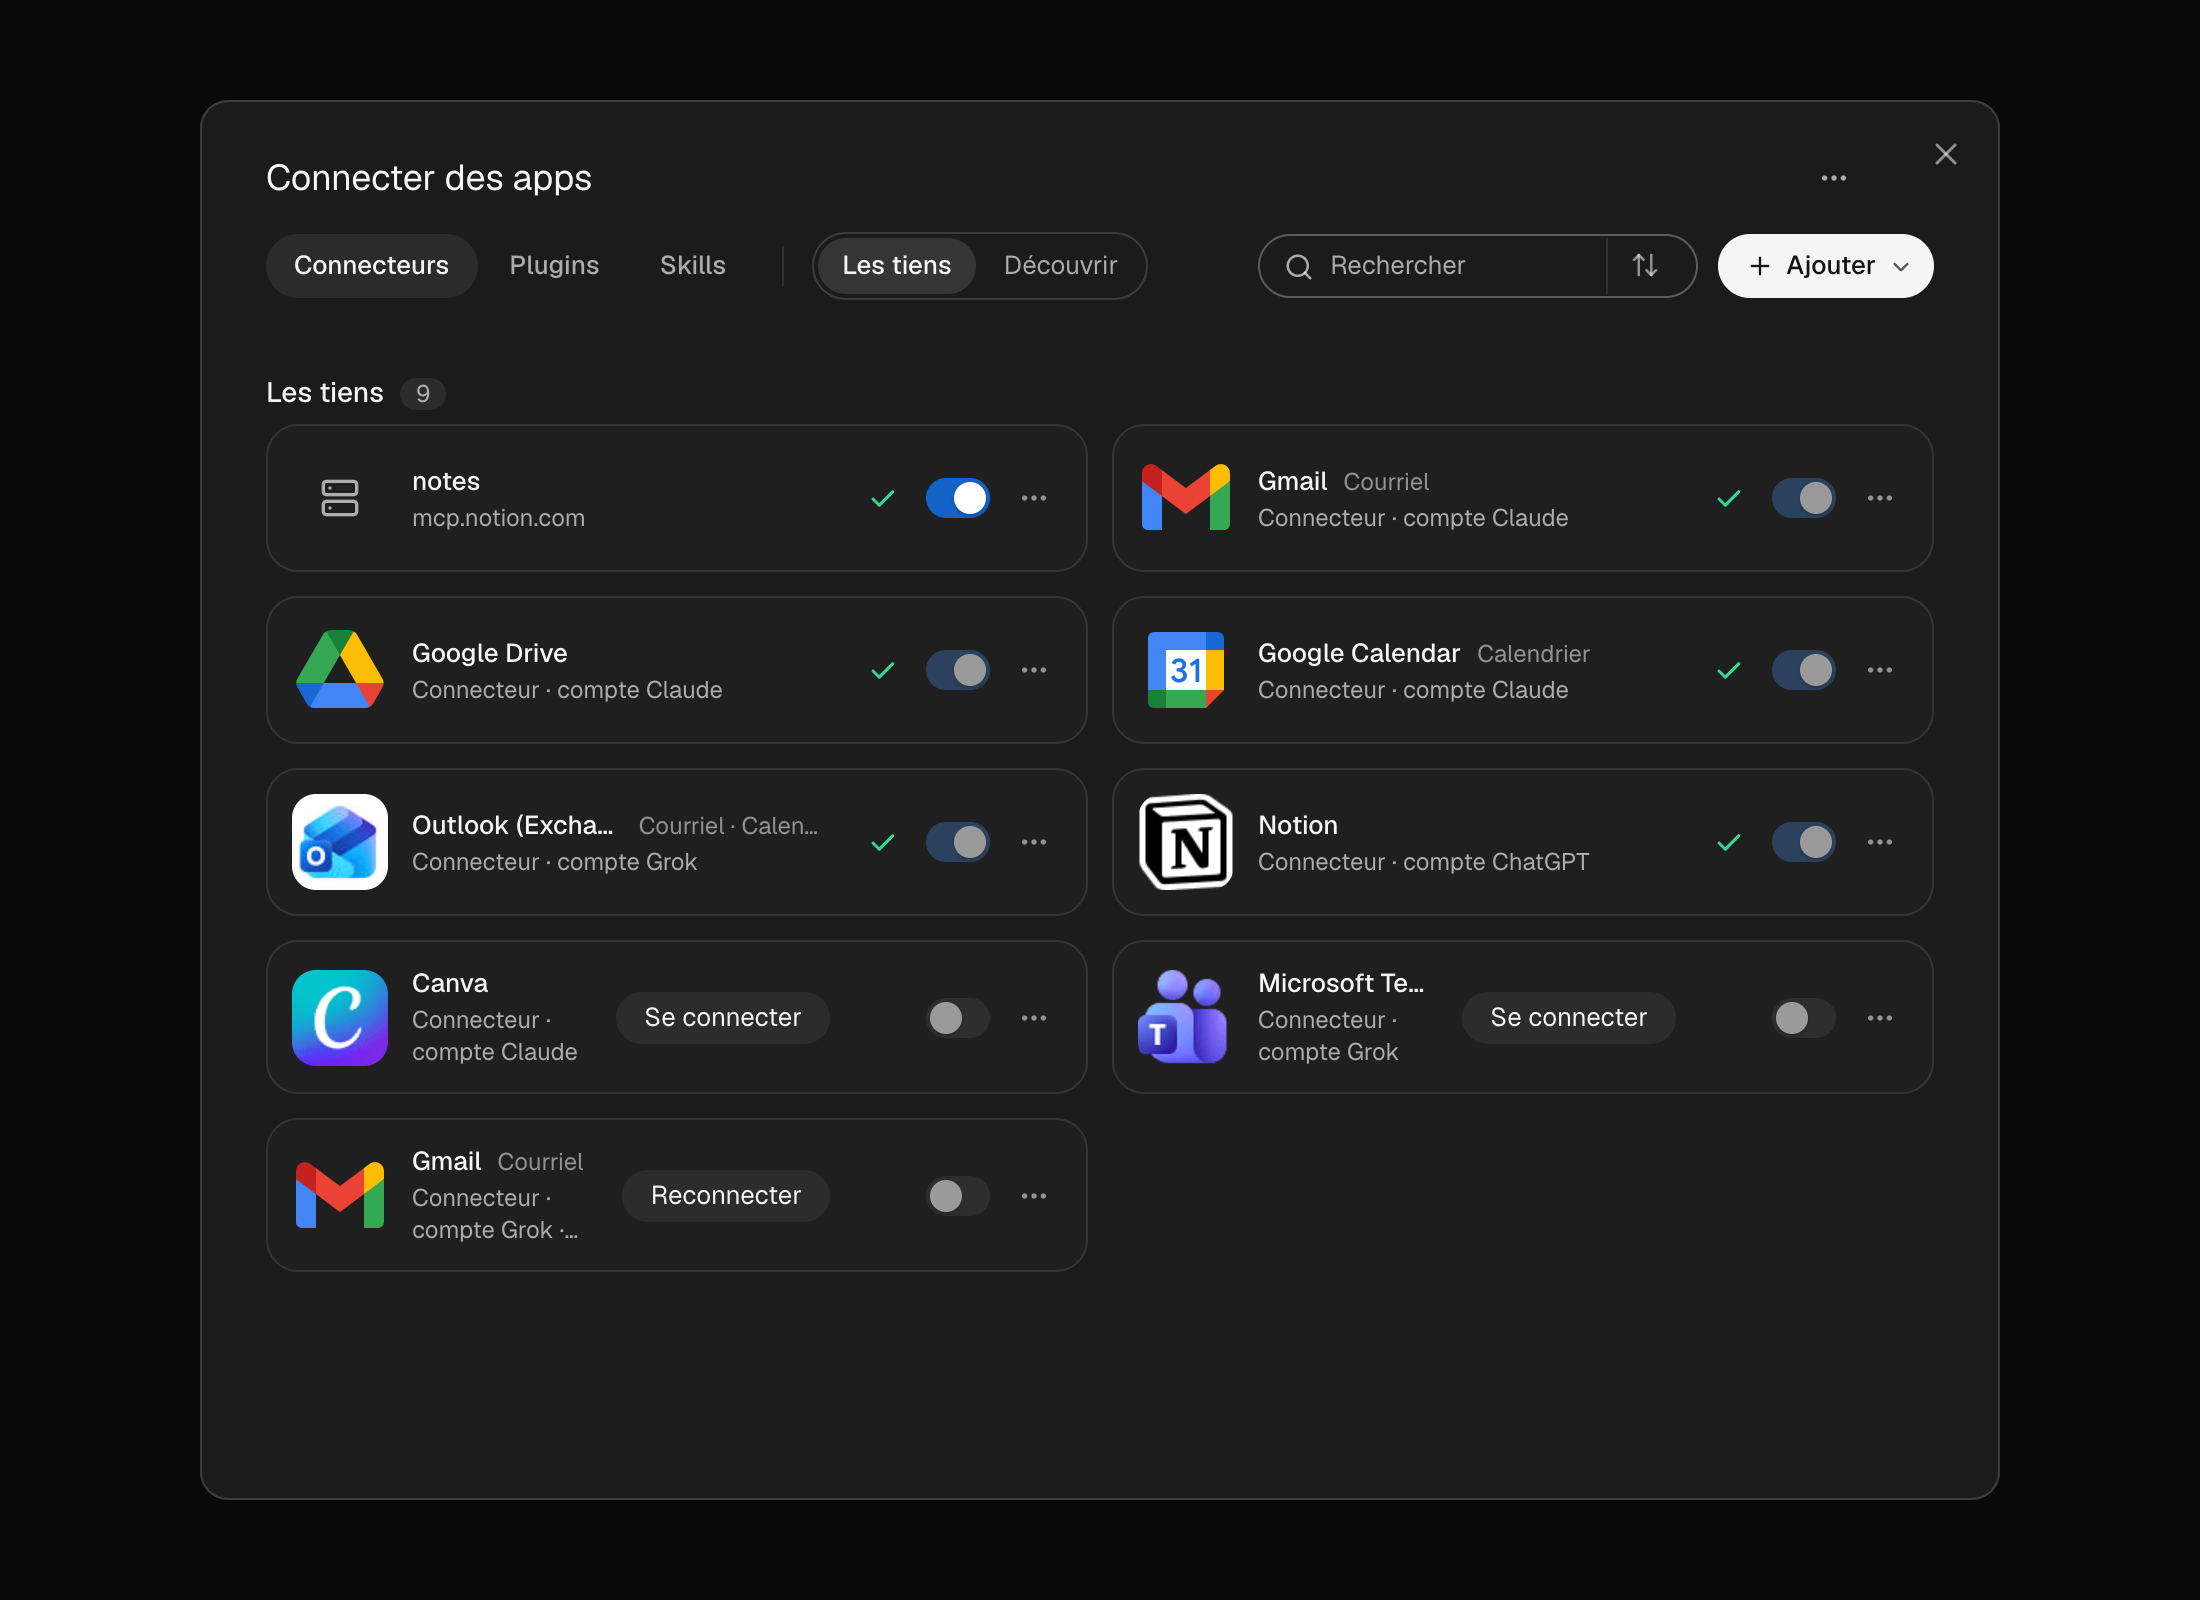 Connecter des apps
Connecteurs
Plugins
Skills
Les tiens
Découvrir
Rechercher
Ajouter
Les tiens 9
notes
mcp.notion.com
Gmail Courriel
Connecteur · compte Claude
Google Drive
Connecteur · compte Claude
31
Google Calendar Calendrier
Connecteur · compte Claude
Outlook (Excha... Courriel · Calen...
Connecteur · compte Grok
Notion
Connecteur · compte ChatGPT
Canva
Connecteur ·
compte Claude
Se connecter
Microsoft Te...
Connecteur ·
compte Grok
Se connecter
Gmail Courriel
Connecteur ·
compte Grok ·...
Reconnecter